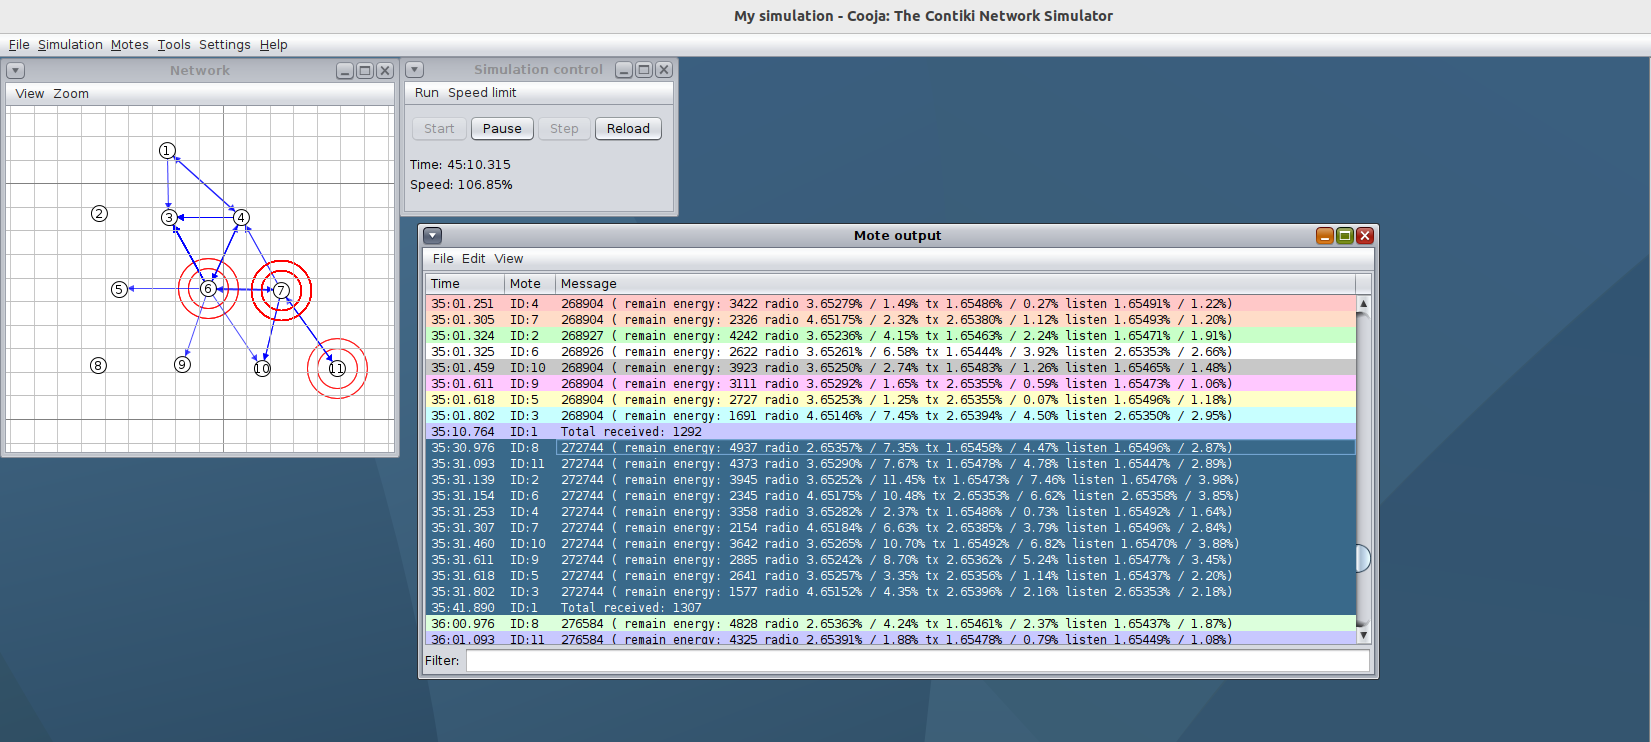 My simulation - Cooja: The Contiki Network Simulator
File Simulation Motes Tools Settings Help
Network
View Zoom
1
2
3
4
5
6
7
8
9
10
11
Simulation control
Run Speed limit
Start Pause Step Reload
Time: 45:10.315
Speed: 106.85%
Mote output
File Edit View
Time Mote Message
35:01.251 ID:4 268904 ( remain energy: 3422 radio 3.65279% / 1.49% tx 1.65486% / 0.27% listen 1.65491% / 1.22%)
35:01.305 ID:7 268904 ( remain energy: 2326 radio 4.65175% / 2.32% tx 2.65380% / 1.12% listen 1.65493% / 1.20%)
35:01.324 ID:2 268927 ( remain energy: 4242 radio 3.65236% / 4.15% tx 1.65463% / 2.24% listen 1.65471% / 1.91%)
35:01.325 ID:6 268926 ( remain energy: 2622 radio 3.65261% / 6.58% tx 1.65444% / 3.92% listen 2.65353% / 2.66%)
35:01.459 ID:10 268904 ( remain energy: 3923 radio 3.65250% / 2.74% tx 1.65483% / 1.26% listen 1.65465% / 1.48%)
35:01.611 ID:9 268904 ( remain energy: 3111 radio 3.65292% / 1.65% tx 2.65355% / 0.59% listen 1.65473% / 1.06%)
35:01.618 ID:5 268904 ( remain energy: 2727 radio 3.65253% / 1.25% tx 2.65355% / 0.07% listen 1.65496% / 1.18%)
35:01.802 ID:3 268904 ( remain energy: 1691 radio 4.65146% / 7.45% tx 2.65394% / 4.50% listen 2.65350% / 2.95%)
35:10.764 ID:1 Total received: 1292
35:30.976 ID:8 272744 ( remain energy: 4937 radio 2.65357% / 7.35% tx 1.65458% / 4.47% listen 1.65496% / 2.87%)
35:31.093 ID:11 272744 ( remain energy: 4373 radio 3.65290% / 7.67% tx 1.65478% / 4.78% listen 1.65447% / 2.89%)
35:31.139 ID:2 272744 ( remain energy: 3945 radio 3.65252% / 11.45% tx 1.65473% / 7.46% listen 1.65476% / 3.98%)
35:31.154 ID:6 272744 ( remain energy: 2345 radio 4.65175% / 10.48% tx 2.65353% / 6.62% listen 2.65358% / 3.85%)
35:31.253 ID:4 272744 ( remain energy: 3358 radio 3.65282% / 2.37% tx 1.65486% / 0.73% listen 1.65492% / 1.64%)
35:31.307 ID:7 272744 ( remain energy: 2154 radio 4.65184% / 6.63% tx 2.65385% / 3.79% listen 1.65496% / 2.84%)
35:31.460 ID:10 272744 ( remain energy: 3642 radio 3.65265% / 10.70% tx 1.65492% / 6.82% listen 1.65470% / 3.88%)
35:31.611 ID:9 272744 ( remain energy: 2885 radio 3.65242% / 8.70% tx 2.65362% / 5.24% listen 1.65477% / 3.45%)
35:31.618 ID:5 272744 ( remain energy: 2641 radio 3.65257% / 3.35% tx 2.65356% / 1.14% listen 1.65437% / 2.20%)
35:31.802 ID:3 272744 ( remain energy: 1577 radio 4.65152% / 4.35% tx 2.65396% / 2.16% listen 2.65353% / 2.18%)
35:41.890 ID:1 Total received: 1307
36:00.976 ID:8 276584 ( remain energy: 4828 radio 2.65363% / 4.24% tx 1.65461% / 2.37% listen 1.65437% / 1.87%)
36:01.093 ID:11 276584 ( remain energy: 4325 radio 2.65391% / 1.88% tx 1.65478% / 0.79% listen 1.65449% / 1.08%)
Filter: